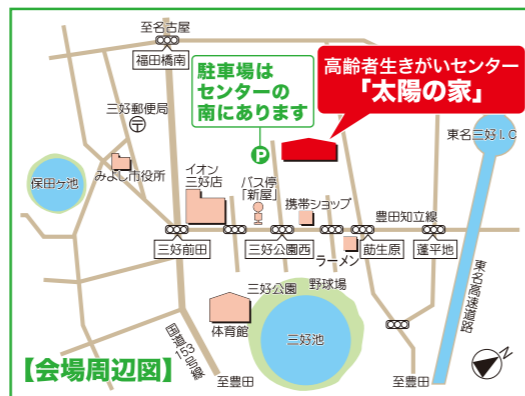 至名古屋
福田橋南
駐車場は
センターの
南にあります
高齢者生きがいセンター
「太陽の家」
三好郵便局
〒
P
東名三好I.C
保田ヶ池
みよし市役所
イオン
三好店
バス停
「新屋」
携帯ショップ
豊田知立線
三好前田
三好公園西
ラーメン
莇生原
蓬平地
三好公園
野球場
体育館
三好池
東名高速道路
国道153号線
【会場周辺図】
至豊田
至豊田
N